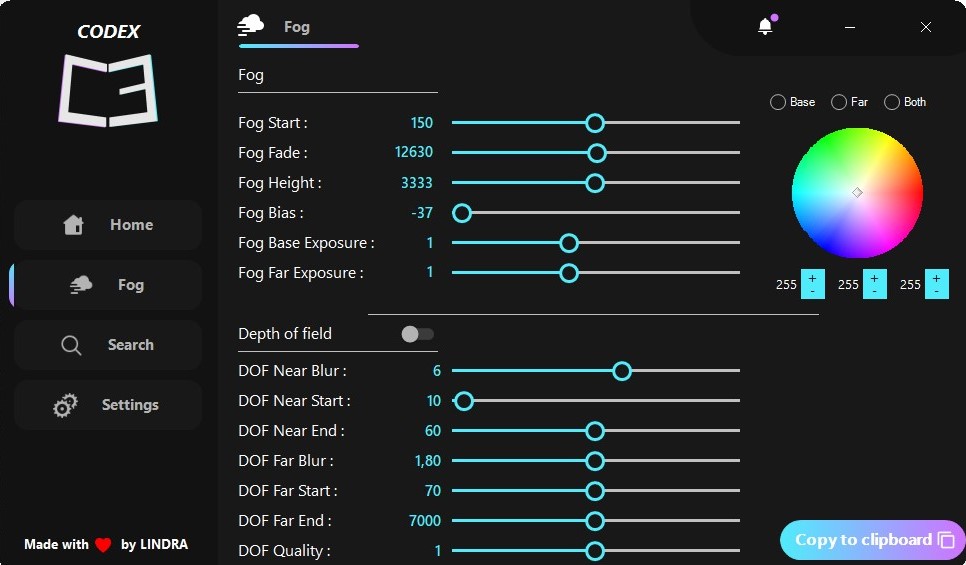 CODEX
Home
Fog
Search
Settings
Made with by LINDRA
Fog
Fog
Fog Start : 150
Fog Fade : 12630
Fog Height : 3333
Fog Bias : -37
Fog Base Exposure : 1
Fog Far Exposure : 1
Base Far Both
255 + - 255 + - 255 + -
Depth of field
DOF Near Blur : 6
DOF Near Start : 10
DOF Near End : 60
DOF Far Blur : 1,80
DOF Far Start : 70
DOF Far End : 7000
DOF Quality : 1
Copy to clipboard